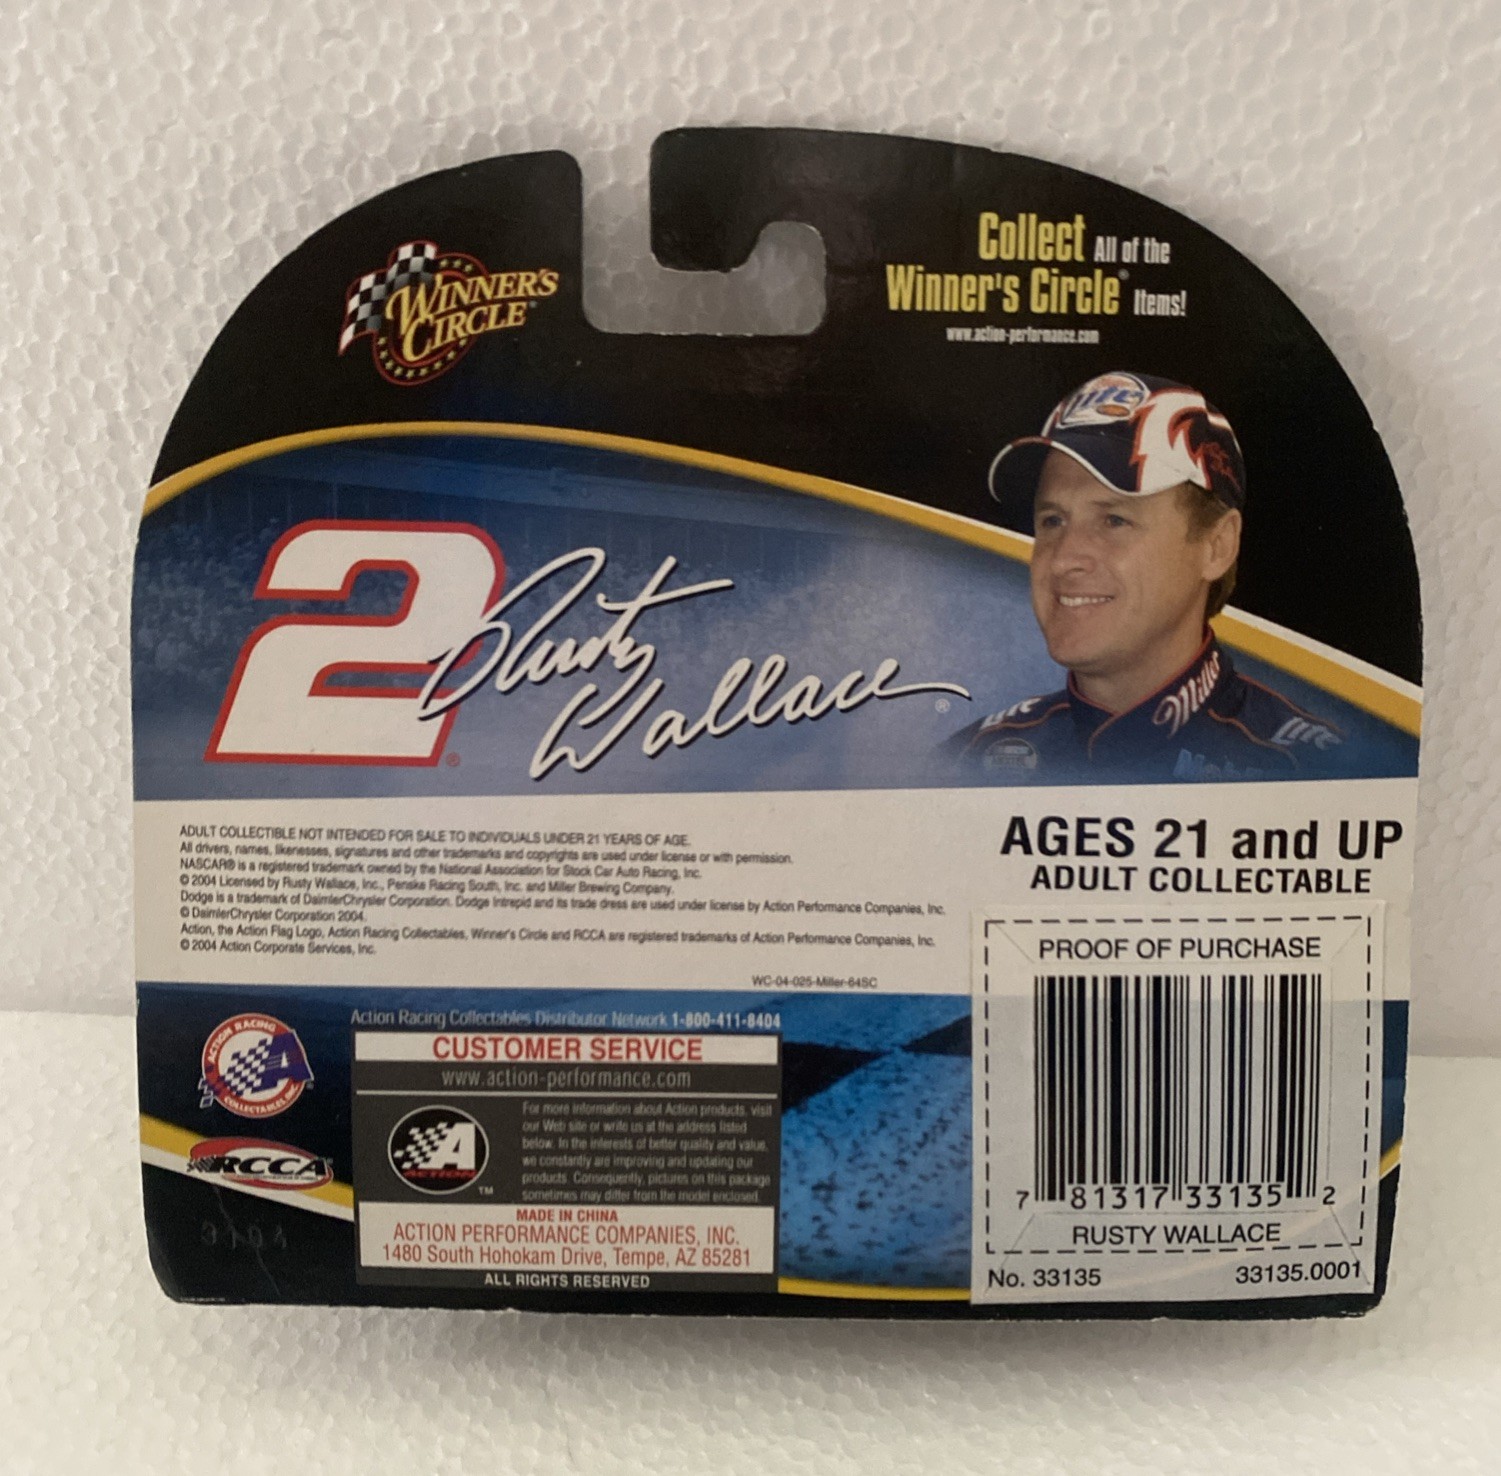 WINNER'S
CIRCLE
Collect All of the
Winner's Circle® Items!
www.action-performance.com
Lite
Miller
Lite
2®
Rusty
Wallace®
ADULT COLLECTIBLE NOT INTENDED FOR SALE TO INDIVIDUALS UNDER 21 YEARS OF AGE.
All drivers, names, likenesses, signatures and other trademarks and copyrights are used under license or with permission.
NASCAR® is a registered trademark owned by the National Association for Stock Car Auto Racing, Inc.
© 2004 Licensed by Rusty Wallace, Inc., Penske Racing South, Inc. and Miller Brewing Company.
Dodge is a trademark of DaimlerChrysler Corporation. Dodge Intrepid and its trade dress are used under license by Action Performance Companies, Inc.
© DaimlerChrysler Corporation 2004.
Action, the Action Flag Logo, Action Racing Collectables, Winner's Circle and RCCA are registered trademarks of Action Performance Companies, Inc.
© 2004 Action Corporate Services, Inc.
WC-04-025-Miller-64SC
AGES 21 and UP
ADULT COLLECTABLE
PROOF OF PURCHASE
7 81317 33135 2
RUSTY WALLACE
No. 33135 33135.0001
ACTION RACING
COLLECTABLES, INC.
RCCA
3104
Action Racing Collectables Distributor Network 1-800-411-8404
CUSTOMER SERVICE
www.action-performance.com
A
ACTION
™
For more information about Action products, visit
our Web site or write us at the address listed
below. In the interests of better quality and value,
we constantly are improving and updating our
products. Consequently, pictures on this package
sometimes may differ from the model enclosed.
MADE IN CHINA
ACTION PERFORMANCE COMPANIES, INC.
1480 South Hohokam Drive, Tempe, AZ 85281
ALL RIGHTS RESERVED